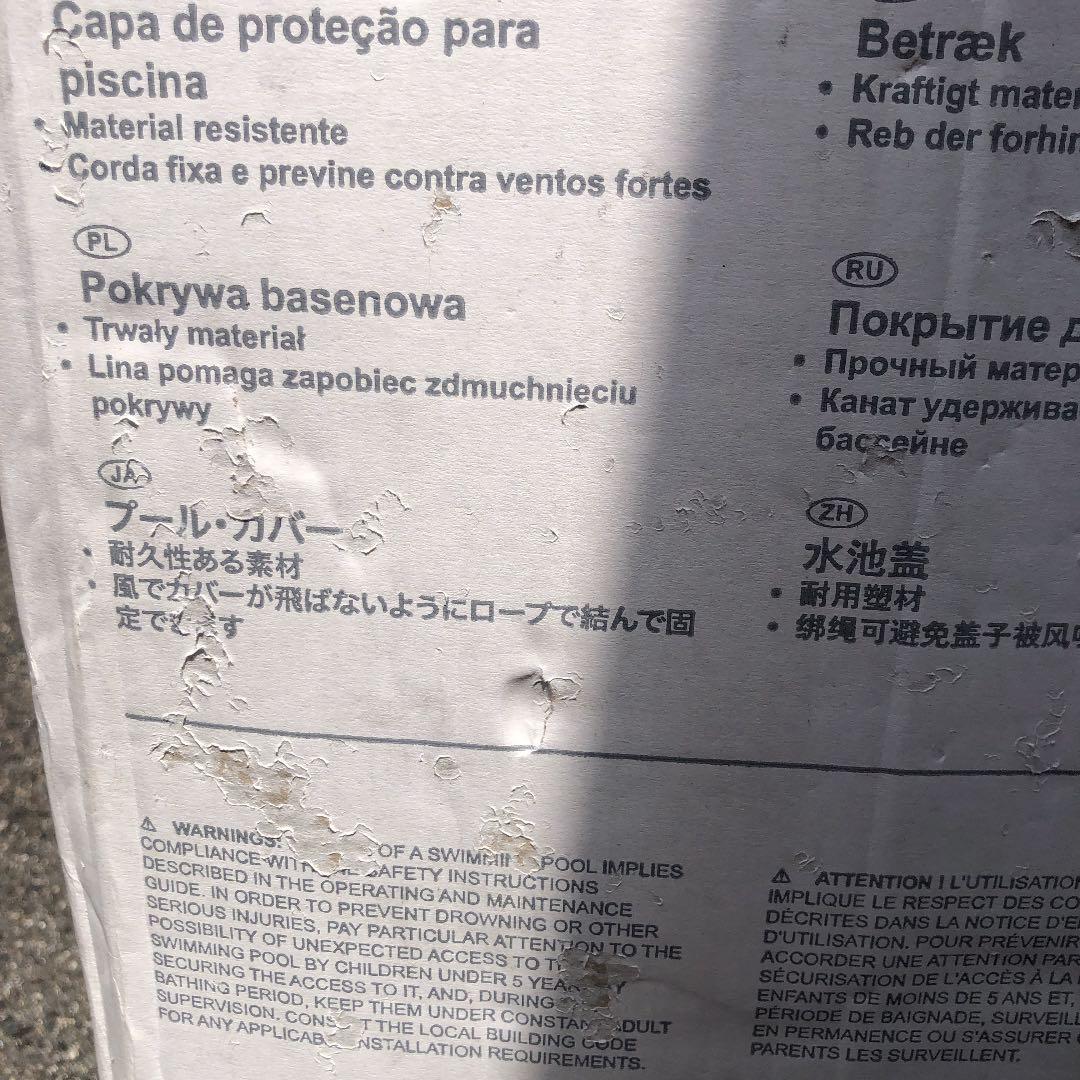 Capa de proteção para
piscina
• Material resistente
Corda fixa e previne contra ventos fortes
PL
Pokrywa basenowa
• Trwały materiał
• Lina pomaga zapobiec zdmuchnieciu
pokrywy
JA
プール・カバー
• 耐久性ある素材
• 風でカバーが飛ばないようにロープで結んで固
定で す
Betræk
• Kraftigt
• Reb der
RU
Покрытие
• Прочный
• Канат
бассейне
ZH
水池盖
• 耐用塑材
• 绑绳可避免盖子被风
⚠ WARNINGS: OF A SWIMMI POOL IMPLIES
COMPLIANCE SAFETY INSTRUCTIONS
DESCRIBED IN THE OPERATING AND MAINTENANCE
GUIDE. IN ORDER TO PREVENT DROWNING OR OTHER
SERIOUS INJURIES, PAY PARTICULAR ATTENTION TO THE
POSSIBILITY OF UNEXPECTED ACCESS TO
SWIMMING POOL BY CHILDREN UNDER 5
SECURING THE ACCESS TO IT, AND, DURING
BATHING PERIOD, KEEP THEM UNDER CONSTAN ADULT
SUPERVISION. THE LOCAL BUILDING CODE
FOR ANY INSTALLATION REQUIREMENTS.
⚠ ATTENTION ! L'UTILISATION
IMPLIQUE LE RESPECT DES
DÉCRITES DANS LA NOTICE
D'UTILISATION. POUR PRÉVENIR
ACCORDER UNE ATTENTION
SÉCURISATION DE L'ACCÈS À LA
ENFANTS DE MOINS DE 5 ANS ET,
PÉRIODE DE BAIGNADE,
EN PERMANENCE OU S'ASSURER
PARENTS LES SURVEILLENT.